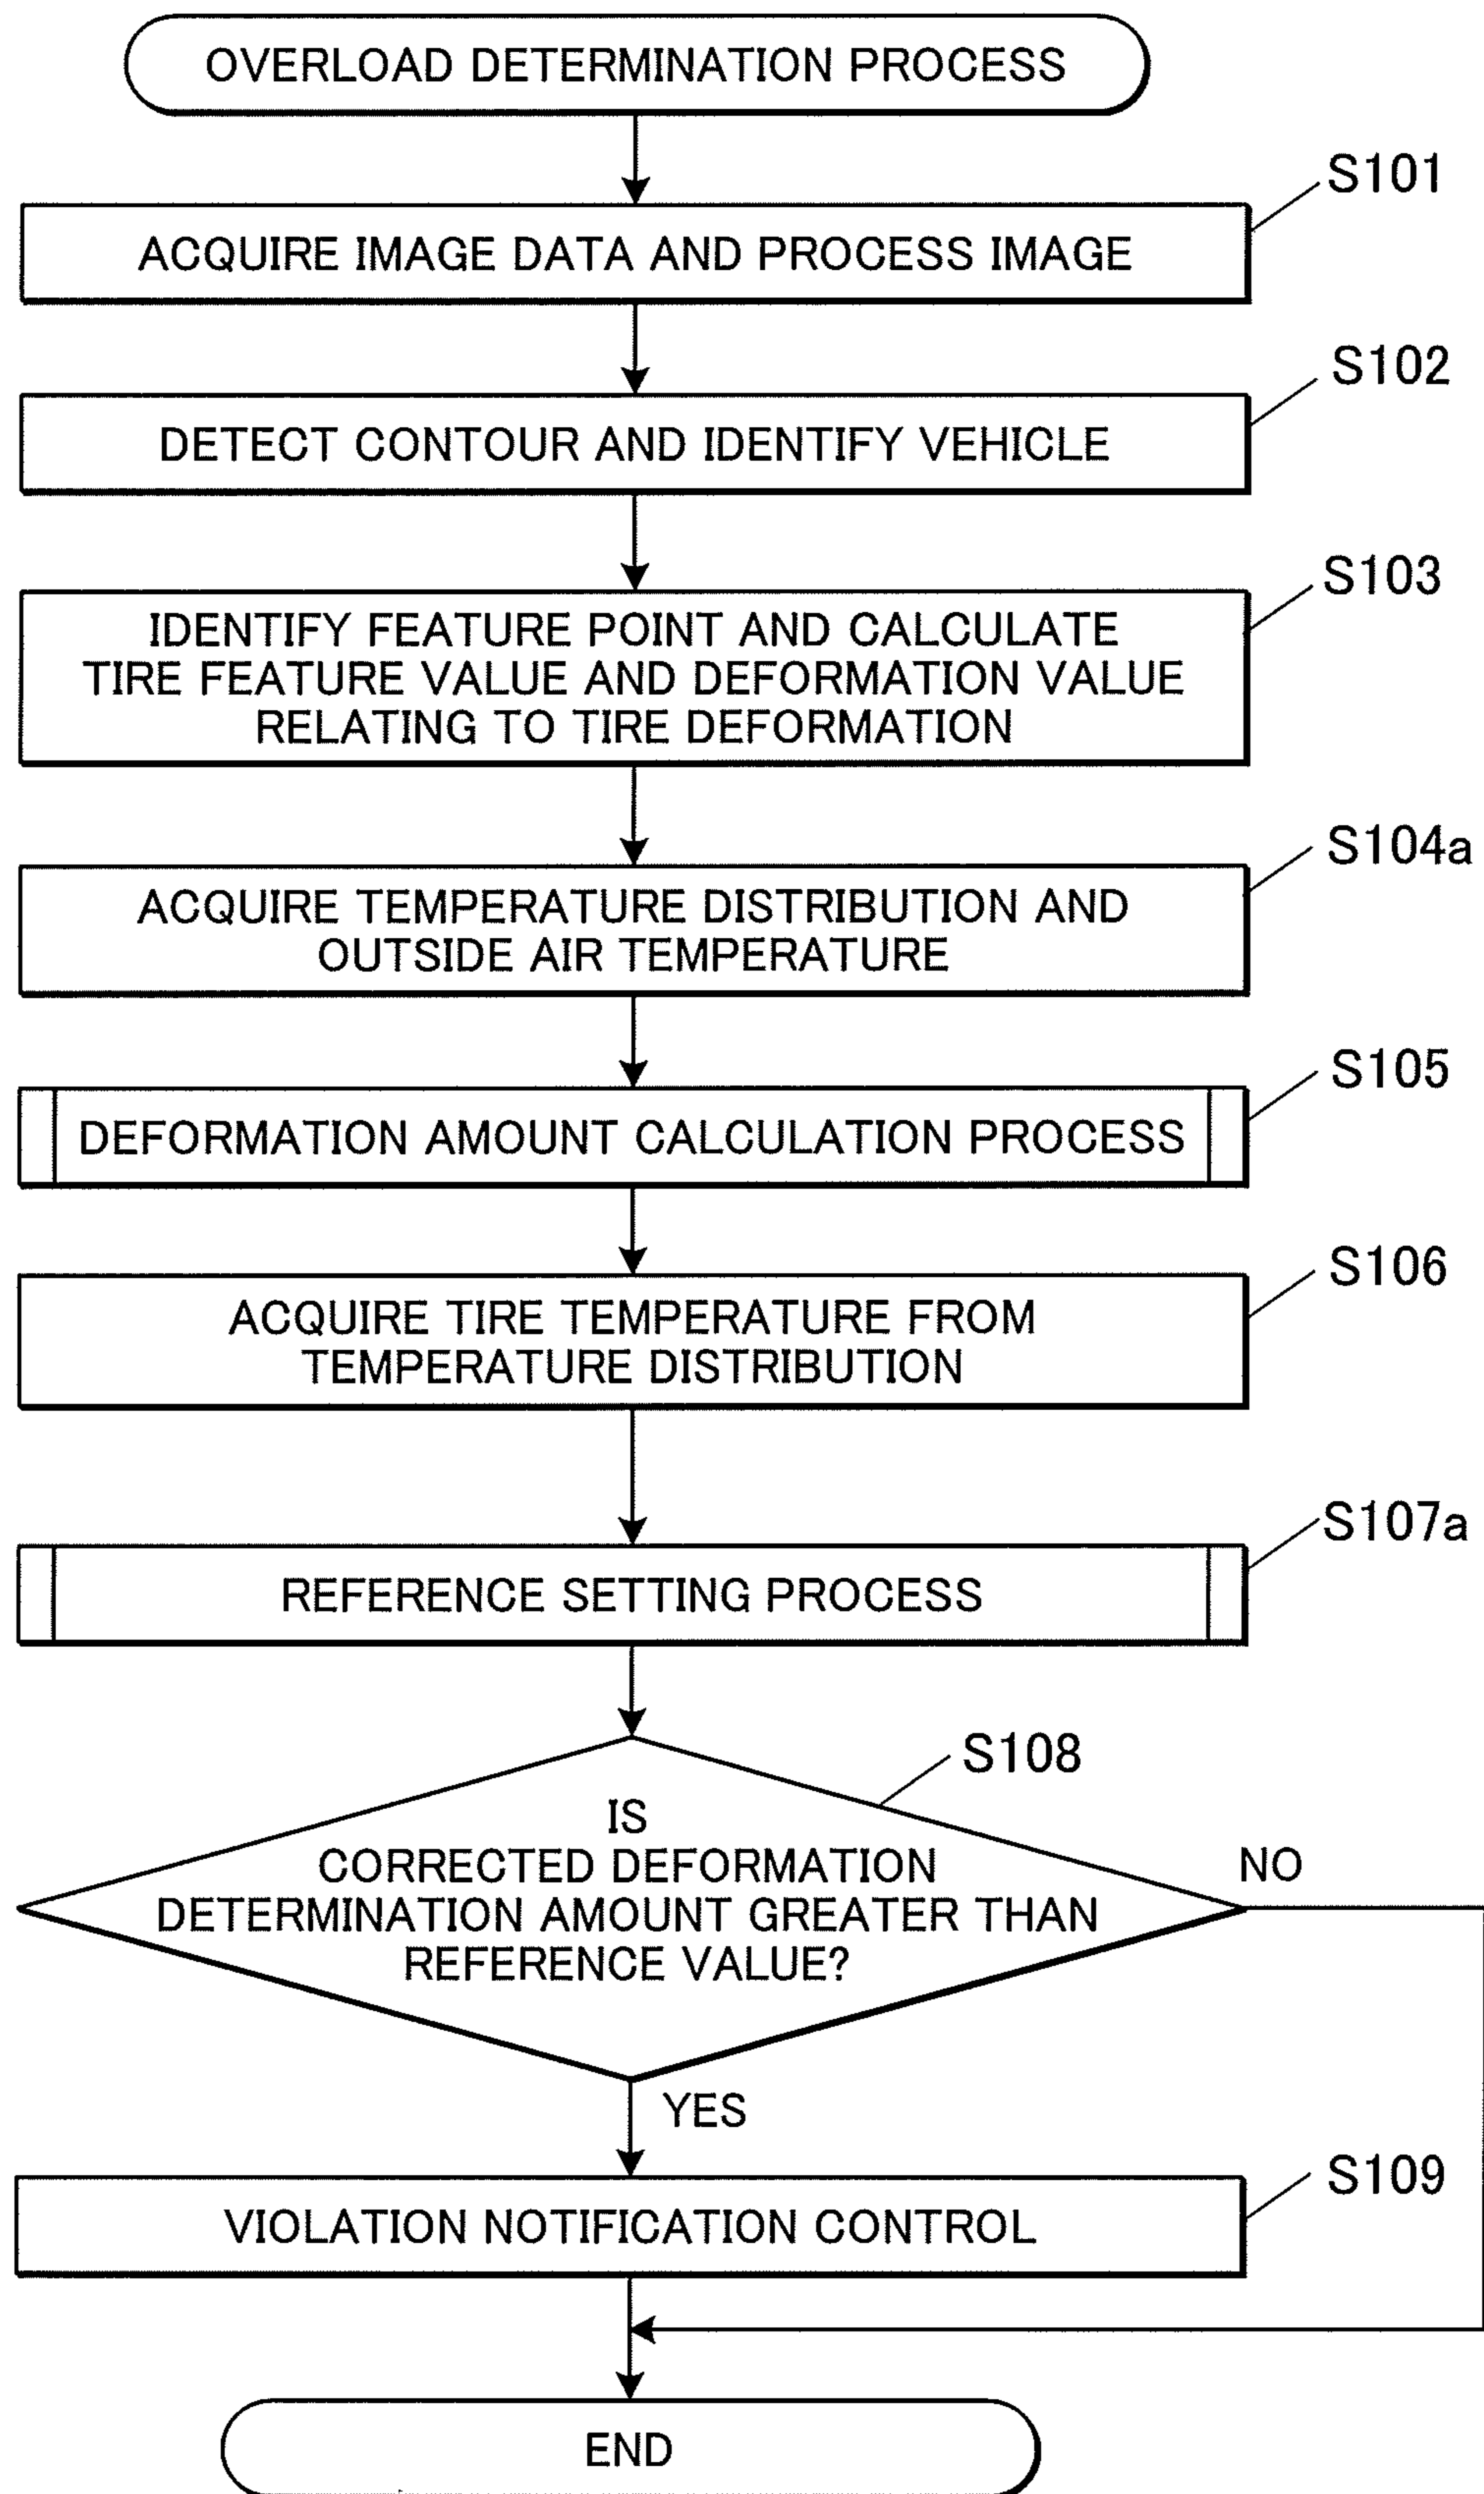 OVERLOAD DETERMINATION PROCESS
S101
ACQUIRE IMAGE DATA AND PROCESS IMAGE
S102
DETECT CONTOUR AND IDENTIFY VEHICLE
S103
IDENTIFY FEATURE POINT AND CALCULATE
TIRE FEATURE VALUE AND DEFORMATION VALUE
RELATING TO TIRE DEFORMATION
S104a
ACQUIRE TEMPERATURE DISTRIBUTION AND
OUTSIDE AIR TEMPERATURE
S105
DEFORMATION AMOUNT CALCULATION PROCESS
S106
ACQUIRE TIRE TEMPERATURE FROM
TEMPERATURE DISTRIBUTION
S107a
REFERENCE SETTING PROCESS
S108
IS
CORRECTED DEFORMATION
DETERMINATION AMOUNT GREATER THAN
REFERENCE VALUE?
NO
YES
S109
VIOLATION NOTIFICATION CONTROL
END